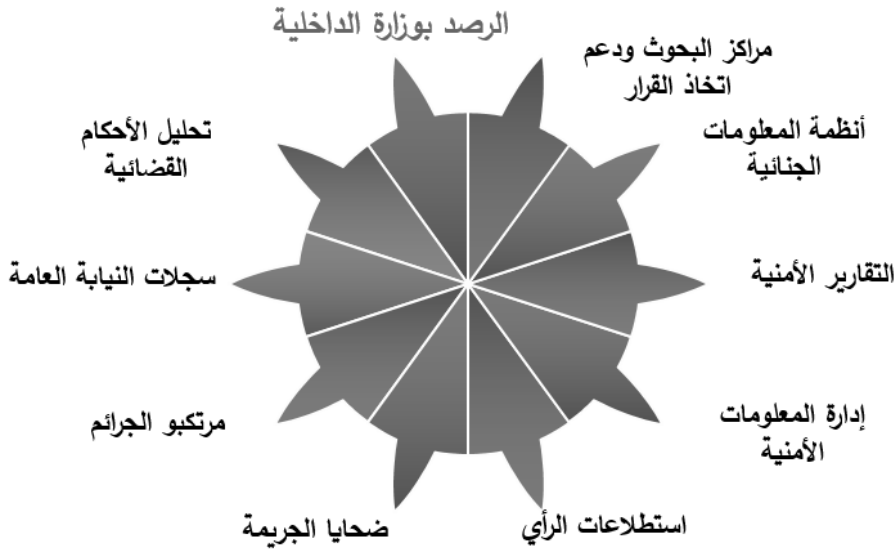 الرصد بوزارة الداخلية
مراكز البحوث ودعم
اتخاذ القرار
أنظمة المعلومات
الجنائية
التقارير الأمنية
إدارة المعلومات
الأمنية
استطلاعات الرأي
ضحايا الجريمة
مرتكبو الجرائم
سجلات النيابة العامة
تحليل الأحكام
القضائية